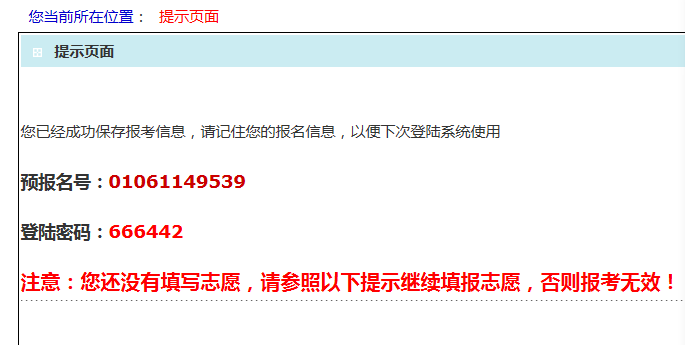 您当前所在位置： 提示页面
提示页面
您已经成功保存报考信息，请记住您的报名信息，以便下次登陆系统使用
预报名号：01061149539
登陆密码：666442
注意：您还没有填写志愿，请参照以下提示继续填报志愿，否则报考无效！